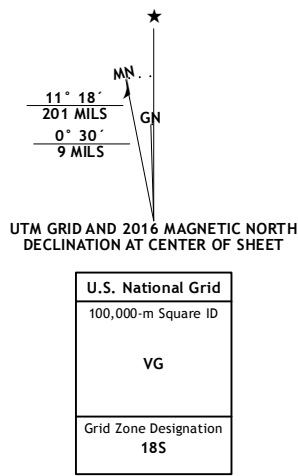 ★
MN
GN
11° 18´
201 MILS
0° 30´
9 MILS
UTM GRID AND 2016 MAGNETIC NORTH
DECLINATION AT CENTER OF SHEET
U.S. National Grid
100,000-m Square ID
VG
Grid Zone Designation
18S